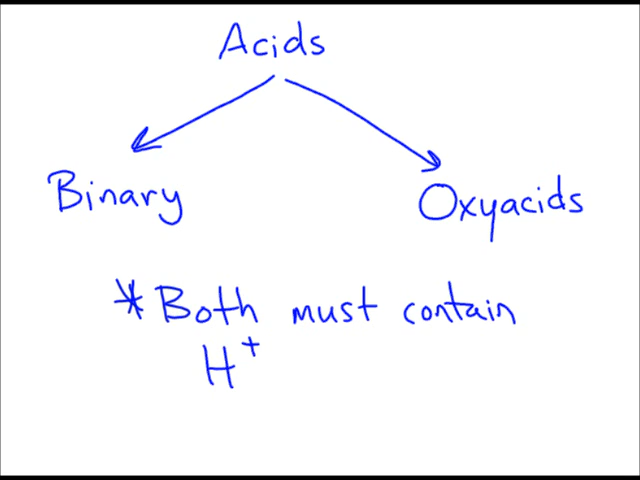 Acids
Binary
Oxyacids
*Both must contain
H⁺